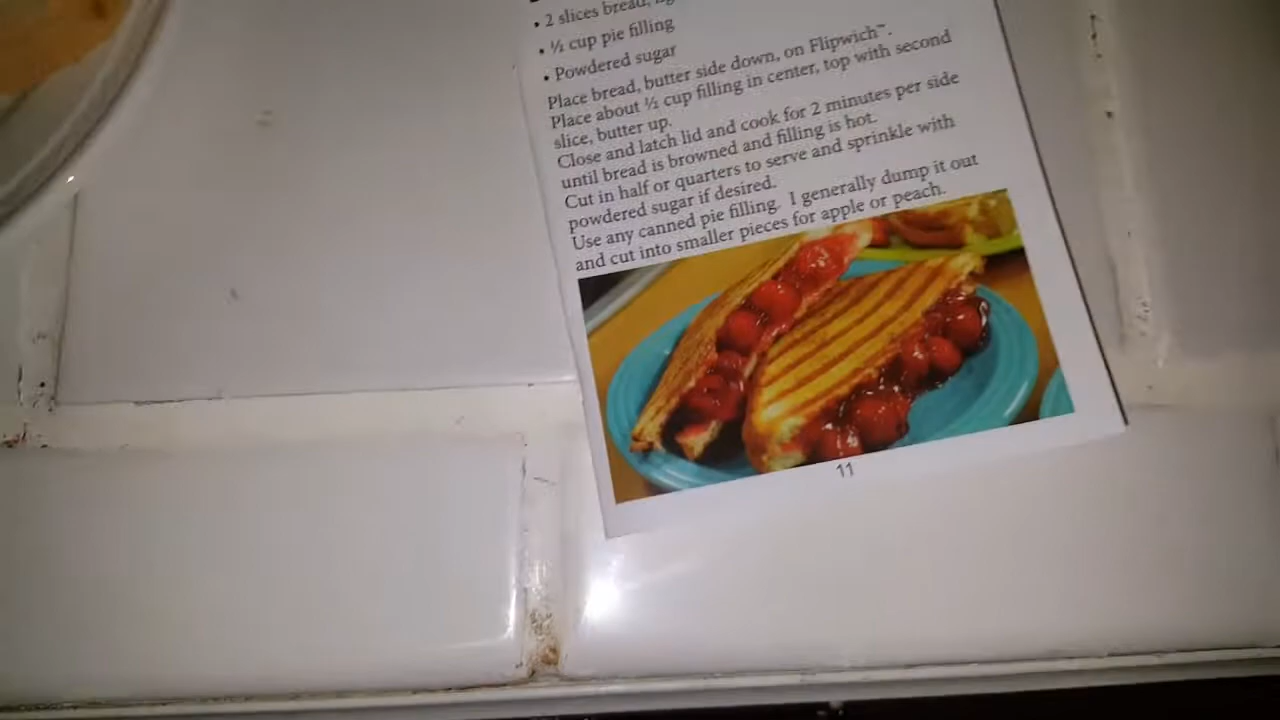 • 2 slices bread,
• ½ cup pie filling
• Powdered sugar
Place bread, butter side down, on Flipwich™.
Place about ½ cup filling in center, top with second
slice, butter up.
Close and latch lid and cook for 2 minutes per side
until bread is browned and filling is hot.
Cut in half or quarters to serve and sprinkle with
powdered sugar if desired.
Use any canned pie filling. I generally dump it out
and cut into smaller pieces for apple or peach.
11